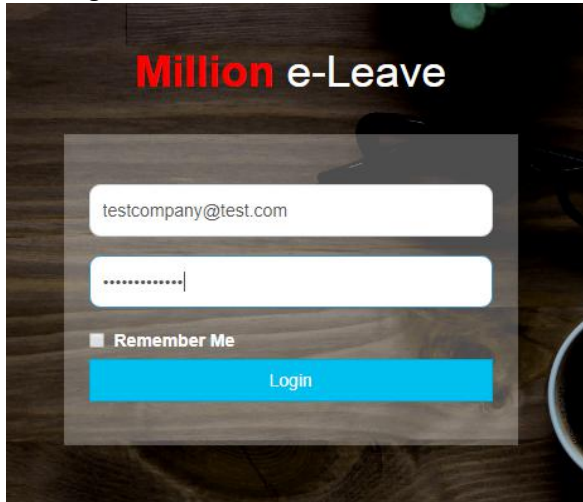 Million e-Leave
testcompany@test.com
•••••••••••••
Remember Me
Login